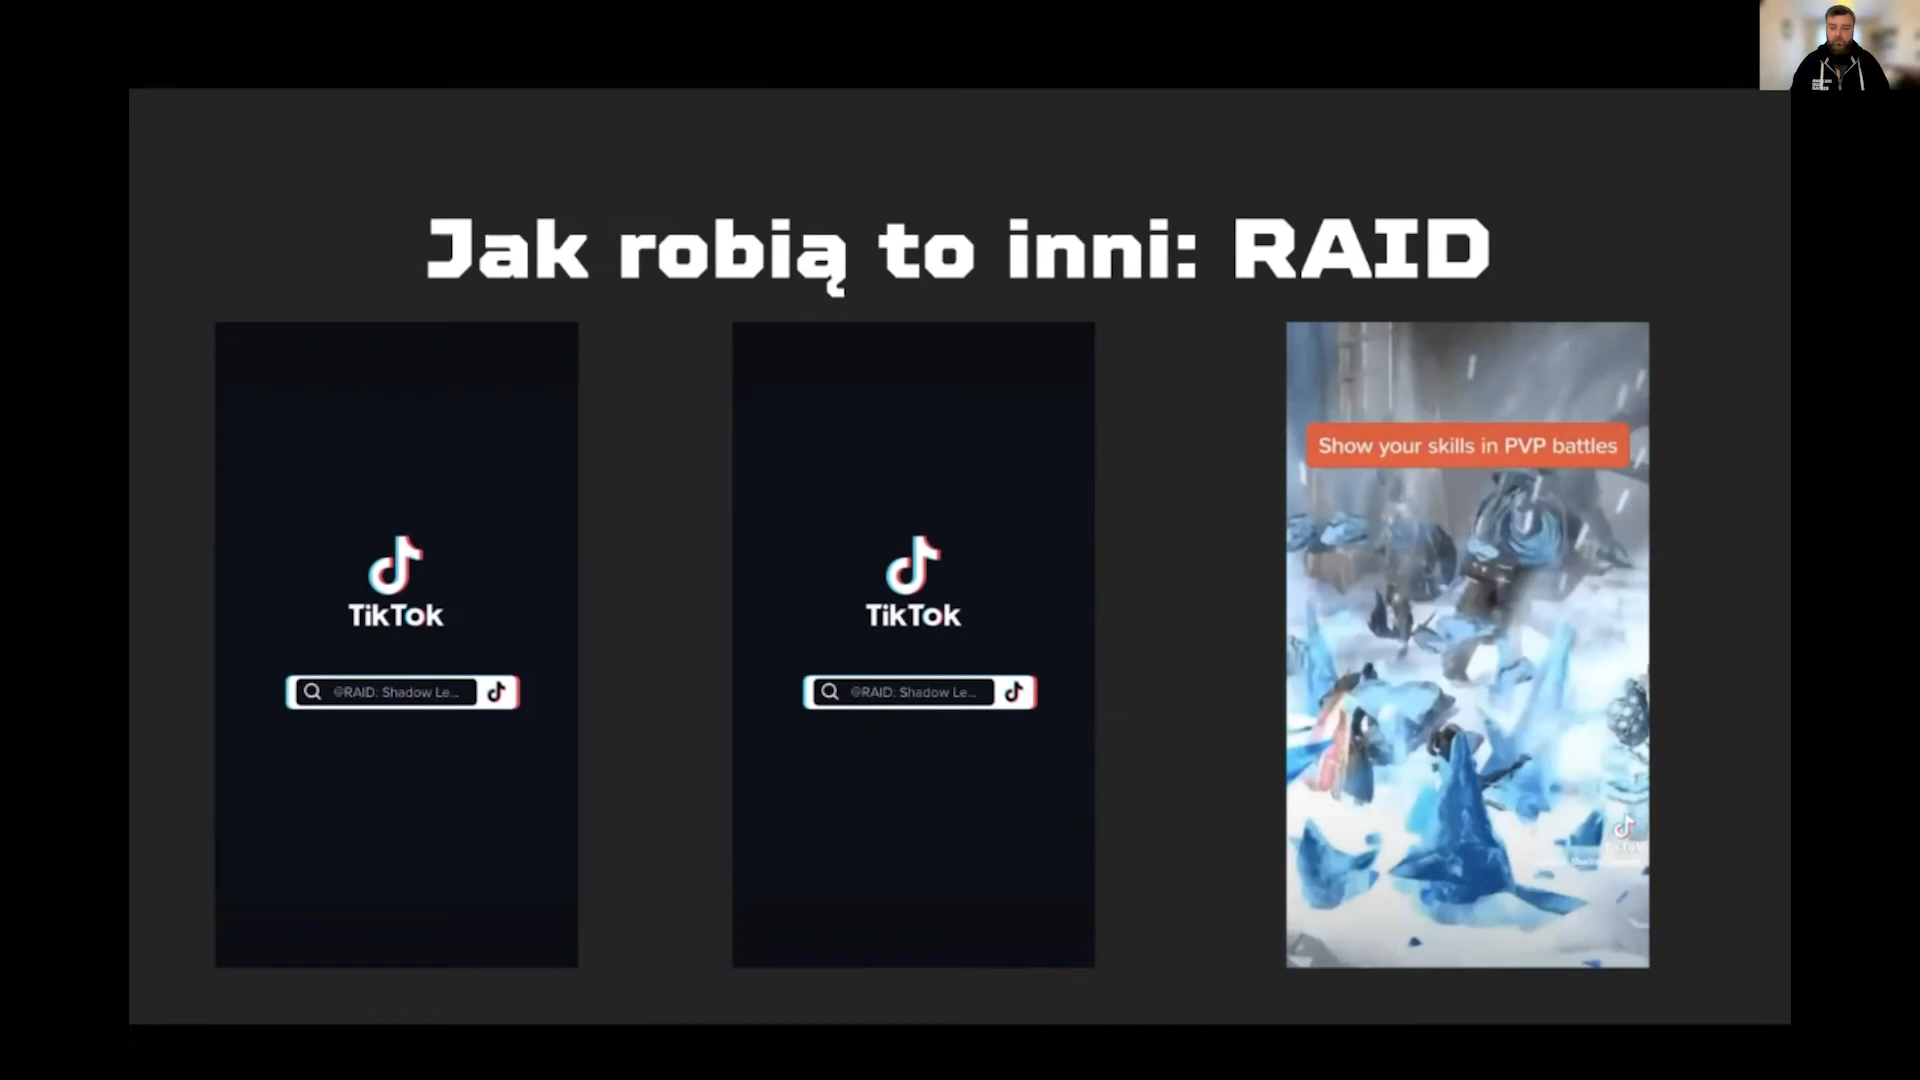 Jak robią to inni: RAID
TikTok
@RAID: Shadow Le...
TikTok
@RAID: Shadow Le...
Show your skills in PVP battles
TikTok